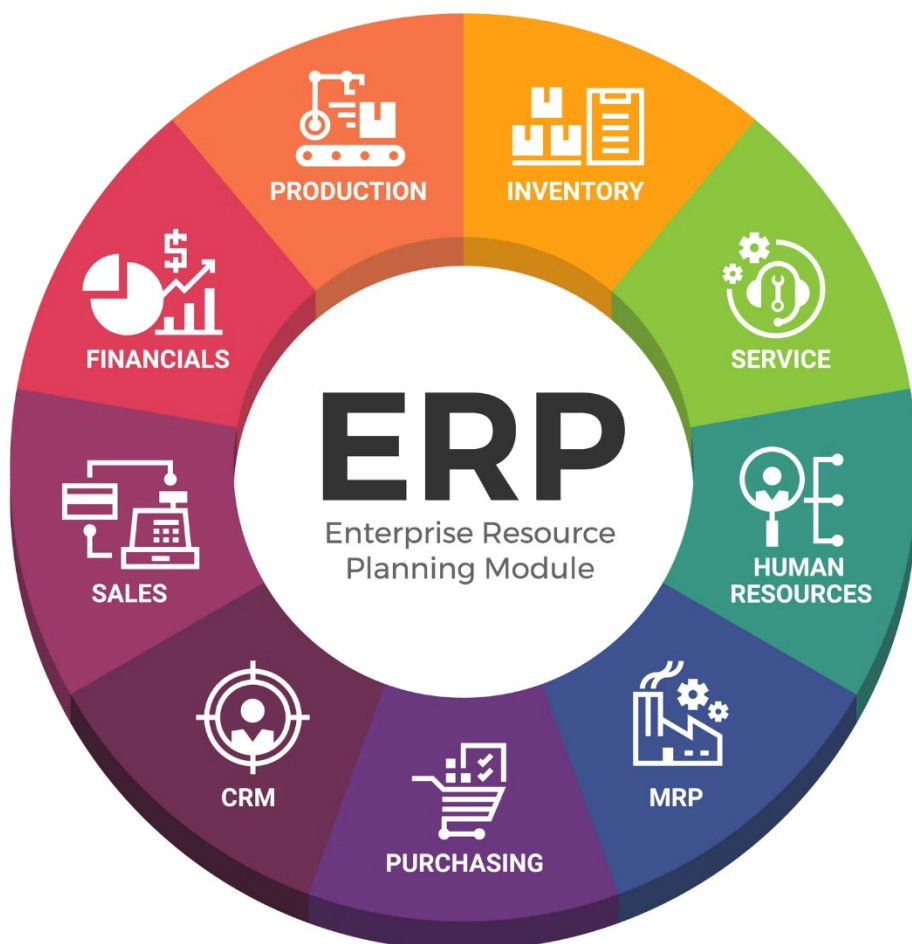 PRODUCTION
INVENTORY
SERVICE
HUMAN
RESOURCES
MRP
PURCHASING
CRM
SALES
FINANCIALS
ERP
Enterprise Resource
Planning Module